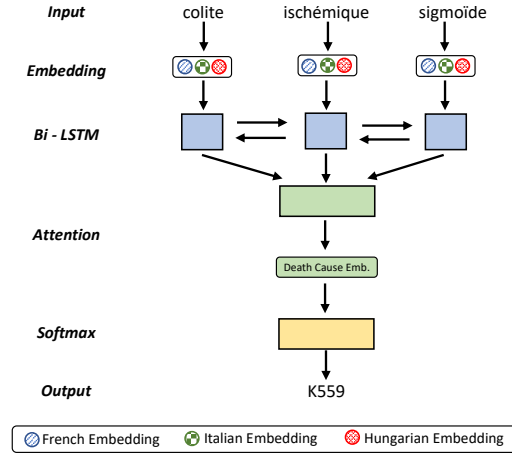 Input colite ischémique sigmoïde
Embedding
Bi - LSTM
Attention
Death Cause Emb.
Softmax
Output K559
French Embedding Italian Embedding Hungarian Embedding